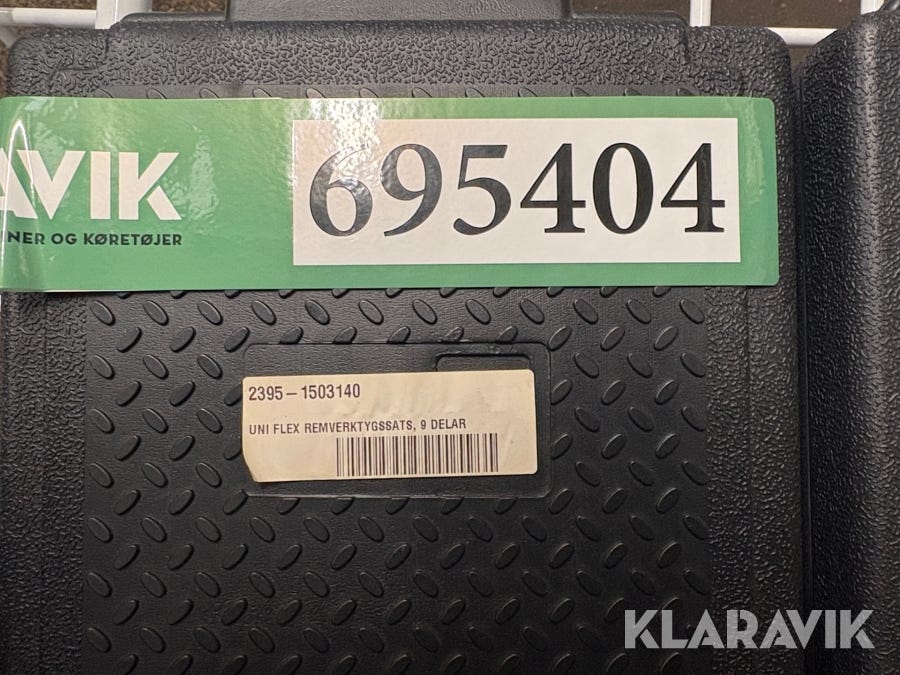 AVIK
NER OG KØRETØJER
695404
2395-1503140
UNI FLEX REMVERKTYGSSATS, 9 DELAR
KLARAVIK